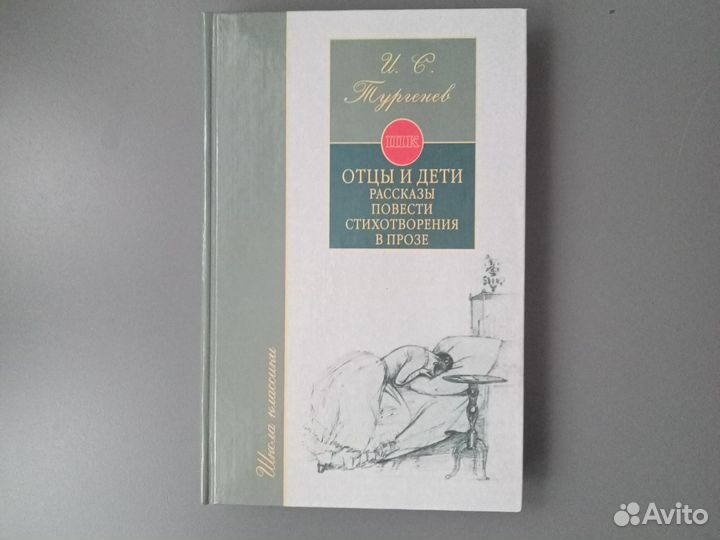 И. С.
Тургенев
ШК
ОТЦЫ И ДЕТИ
РАССКАЗЫ
ПОВЕСТИ
СТИХОТВОРЕНИЯ
В ПРОЗЕ
Школа классики
Avito